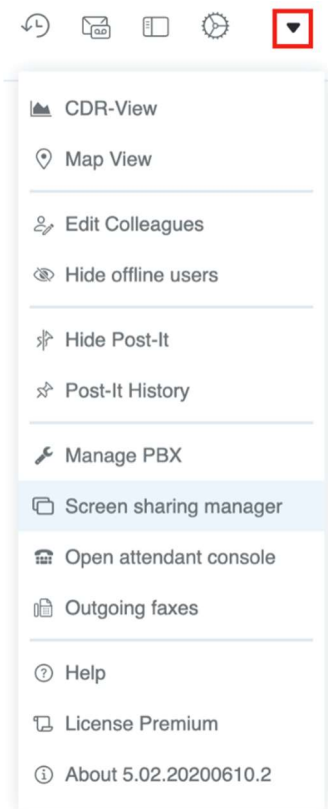 CDR-View
Map View
Edit Colleagues
Hide offline users
Hide Post-It
Post-It History
Manage PBX
Screen sharing manager
Open attendant console
Outgoing faxes
Help
License Premium
About 5.02.20200610.2